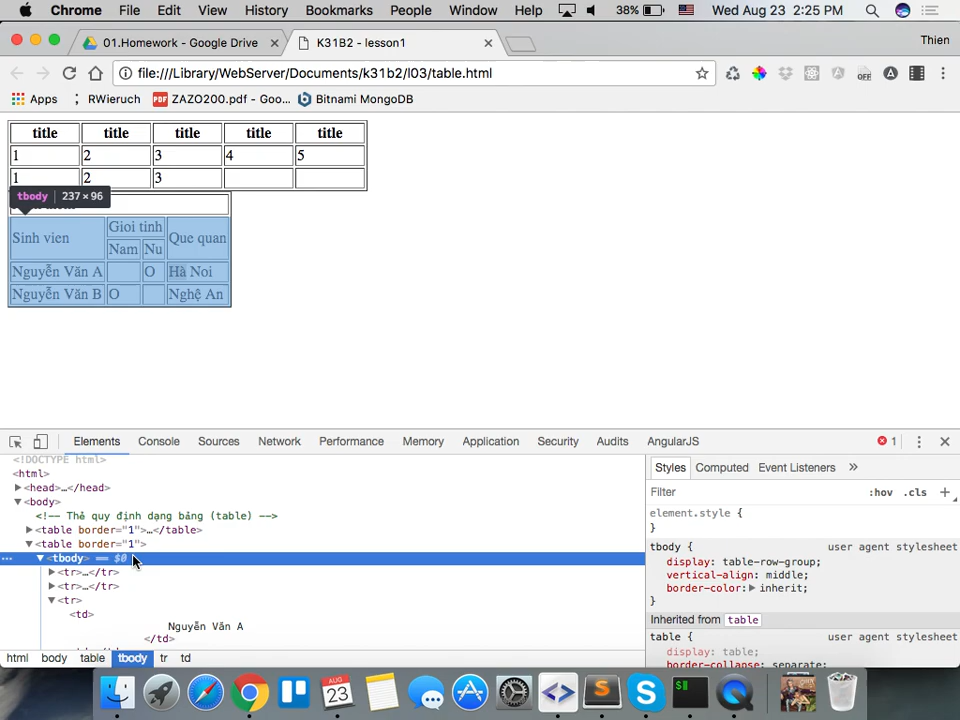 Chrome File Edit View History Bookmarks People Window Help 38% Wed Aug 23 2:25 PM
01.Homework - Google Drive K31B2 - lesson1 Thien
file:///Library/WebServer/Documents/k31b2/l03/table.html OFF
Apps ; RWieruch PDF ZAZO200.pdf - Goo... Bitnami MongoDB
title title title title title
1 2 3 4 5
1 2 3
tbody 237 × 96
Sinh vien Gioi tinh Que quan
Nam Nu
Nguyễn Văn A O Hà Noi
Nguyễn Văn B O Nghệ An
Elements Console Sources Network Performance Memory Application Security Audits AngularJS 1
<!DOCTYPE html>
<html>
<head>…</head>
<body>
<!-- Thẻ quy định dạng bảng (table) -->
<table border="1">…</table>
<table border="1">
<tbody> == $0
<tr>…</tr>
<tr>…</tr>
<tr>
<td>
Nguyễn Văn A
</td>
html body table tbody tr td
Styles Computed Event Listeners »
Filter :hov .cls +
element.style {
}
tbody { user agent stylesheet
display: table-row-group;
vertical-align: middle;
border-color: inherit;
}
Inherited from table
table { user agent stylesheet
display: table;
border-collapse: separate;
AUG
23